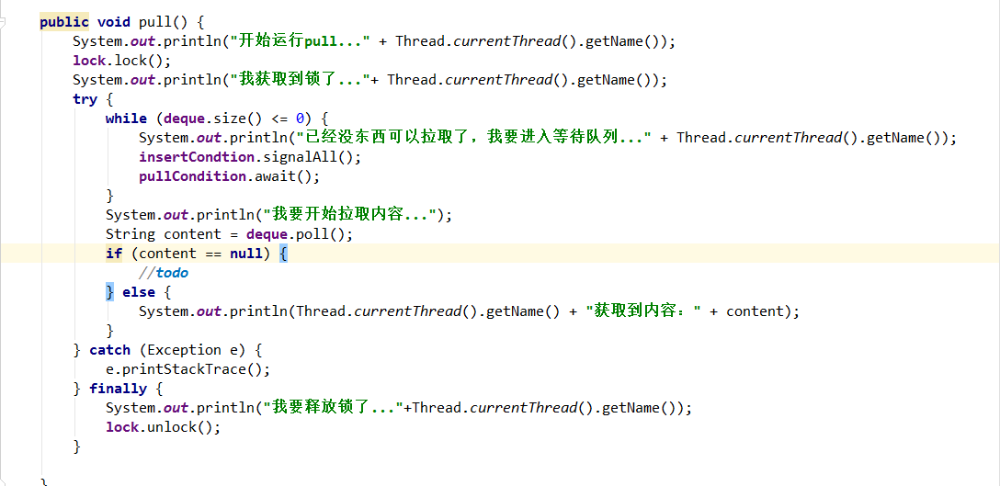 public void pull() {
System.out.println("开始运行pull..." + Thread.currentThread().getName());
lock.lock();
System.out.println("我获取到锁了..."+ Thread.currentThread().getName());
try {
while (deque.size() <= 0) {
System.out.println("已经没东西可以拉取了，我要进入等待队列..." + Thread.currentThread().getName());
insertCondtion.signalAll();
pullCondition.await();
}
System.out.println("我要开始拉取内容...");
String content = deque.poll();
if (content == null) {
//todo
} else {
System.out.println(Thread.currentThread().getName() + "获取到内容：" + content);
}
} catch (Exception e) {
e.printStackTrace();
} finally {
System.out.println("我要释放锁了..."+Thread.currentThread().getName());
lock.unlock();
}
}